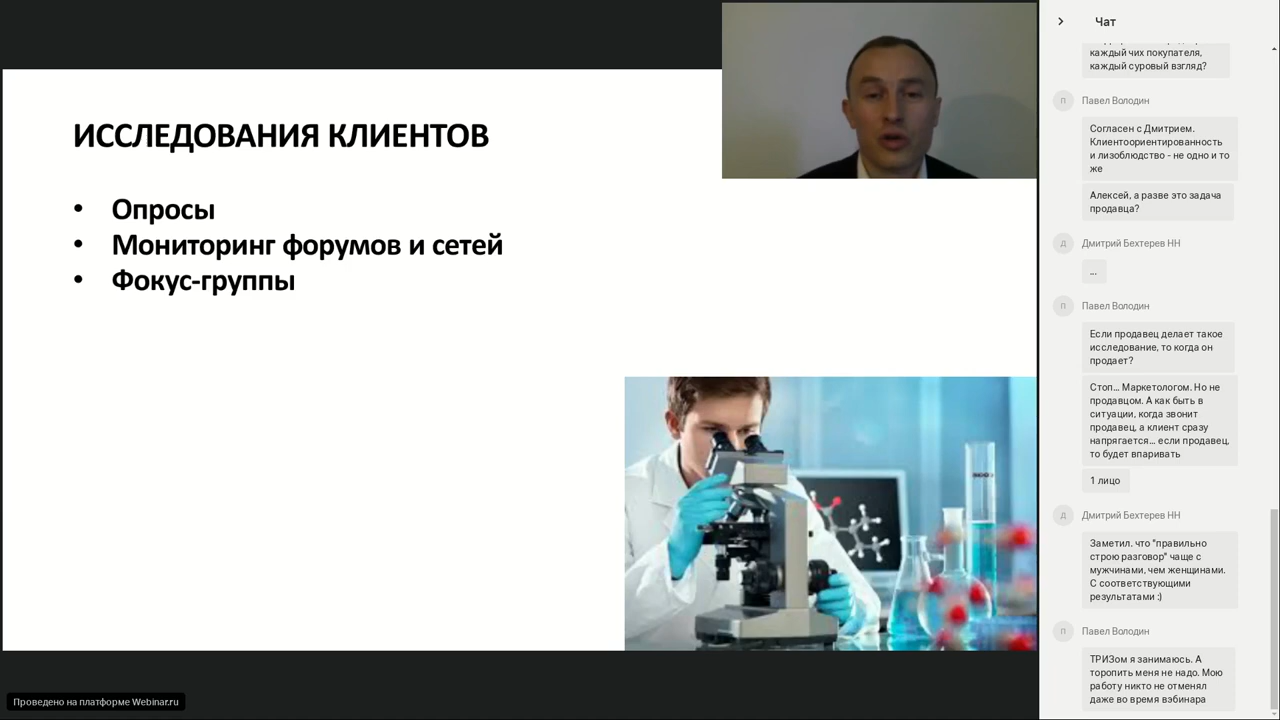 ИССЛЕДОВАНИЯ КЛИЕНТОВ
• Опросы
• Мониторинг форумов и сетей
• Фокус-группы
Проведено на платформе Webinar.ru
Чат
каждый чих покупателя,
каждый суровый взгляд?
П
Павел Володин
Согласен с Дмитрием.
Клиентоориентированность
и лизоблюдство - не одно и то
же
Алексей, а разве это задача
продавца?
Д
Дмитрий Бехтерев НН
...
П
Павел Володин
Если продавец делает такое
исследование, то когда он
продает?
Стоп... Маркетологом. Но не
продавцом. А как быть в
ситуации, когда звонит
продавец, а клиент сразу
напрягается... если продавец,
то будет впаривать
1 лицо
Д
Дмитрий Бехтерев НН
Заметил. что "правильно
строю разговор" чаще с
мужчинами, чем женщинами.
С соответствующими
результатами :)
П
Павел Володин
ТРИЗом я занимаюсь. А
торопить меня не надо. Мою
работу никто не отменял
даже во время вэбинара